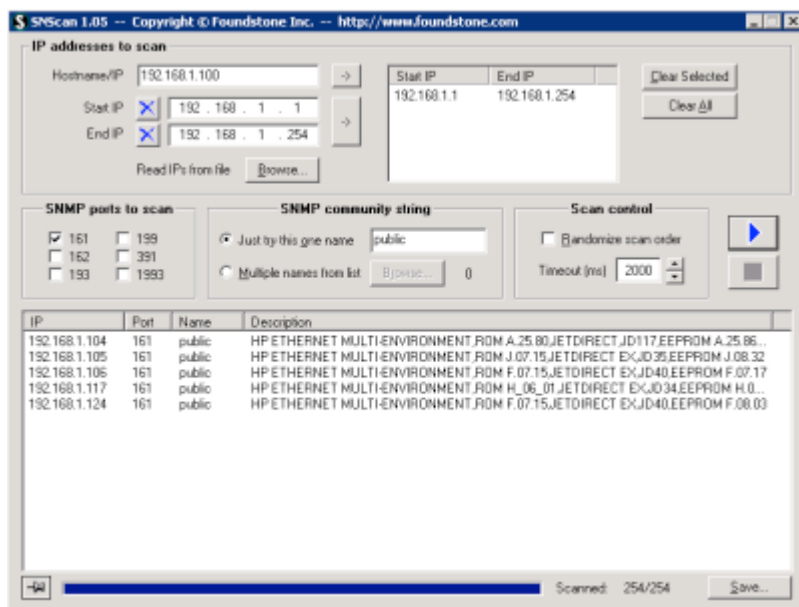 SNScan 1.05 -- Copyright © Foundstone Inc. -- http://www.foundstone.com
IP addresses to scan
Hostname/IP 192.168.1.100 ->
Start IP 192 . 168 . 1 . 1
End IP 192 . 168 . 1 . 254
->
Read IPs from file Browse...
Start IP End IP
192.168.1.1 192.168.1.254
Clear Selected
Clear All
SNMP ports to scan
161 199
162 391
193 1993
SNMP community string
Just try this one name public
Multiple names from list Browse... 0
Scan control
Randomize scan order
Timeout (ms) 2000
IP Port Name Description
192.168.1.104 161 public HP ETHERNET MULTI-ENVIRONMENT,ROM A.25.80,JETDIRECT,JD117,EEPROM A.25.86...
192.168.1.105 161 public HP ETHERNET MULTI-ENVIRONMENT,ROM J.07.15,JETDIRECT EX,JD35,EEPROM J.08.32
192.168.1.106 161 public HP ETHERNET MULTI-ENVIRONMENT,ROM F.07.15,JETDIRECT EX,JD40,EEPROM F.07.17
192.168.1.117 161 public HP ETHERNET MULTI-ENVIRONMENT,ROM H_06_01,JETDIRECT EX,JD34,EEPROM H.0...
192.168.1.124 161 public HP ETHERNET MULTI-ENVIRONMENT,ROM F.07.15,JETDIRECT EX,JD40,EEPROM F.08.03
Scanned: 254/254 Save...